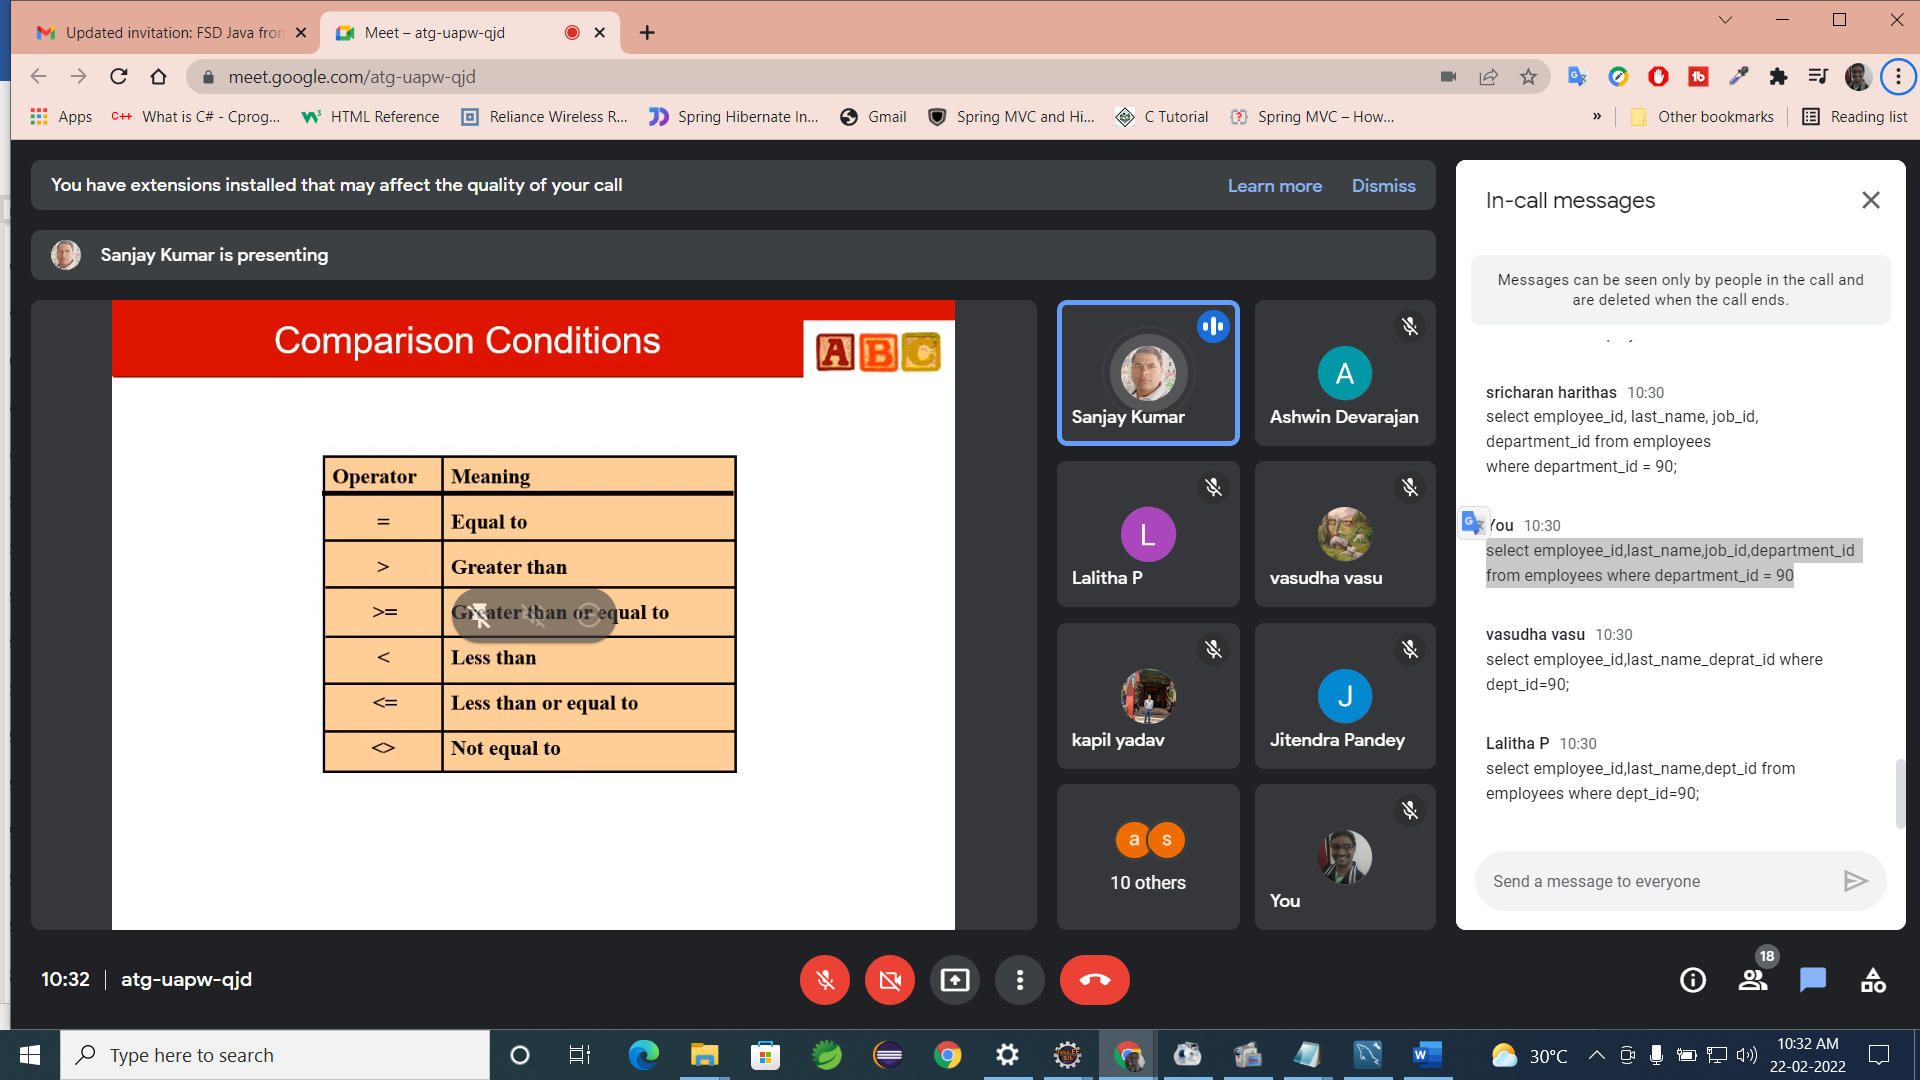 Updated invitation: FSD Java fron
Meet – atg-uapw-qjd
meet.google.com/atg-uapw-qjd
Apps
What is C# - Cprog...
HTML Reference
Reliance Wireless R...
Spring Hibernate In...
Gmail
Spring MVC and Hi...
C Tutorial
Spring MVC – How...
»
Other bookmarks
Reading list
You have extensions installed that may affect the quality of your call
Learn more
Dismiss
Sanjay Kumar is presenting
Comparison Conditions
A B C
Operator Meaning
= Equal to
> Greater than
>= Greater than or equal to
< Less than
<= Less than or equal to
<> Not equal to
Sanjay Kumar
A
Ashwin Devarajan
L
Lalitha P
vasudha vasu
kapil yadav
J
Jitendra Pandey
a s
10 others
You
In-call messages
Messages can be seen only by people in the call and
are deleted when the call ends.
sricharan harithas 10:30
select employee_id, last_name, job_id,
department_id from employees
where department_id = 90;
You 10:30
select employee_id,last_name,job_id,department_id
from employees where department_id = 90
vasudha vasu 10:30
select employee_id,last_name_deprat_id where
dept_id=90;
Lalitha P 10:30
select employee_id,last_name,dept_id from
employees where dept_id=90;
Send a message to everyone
10:32 | atg-uapw-qjd
18
Type here to search
30°C
10:32 AM
22-02-2022